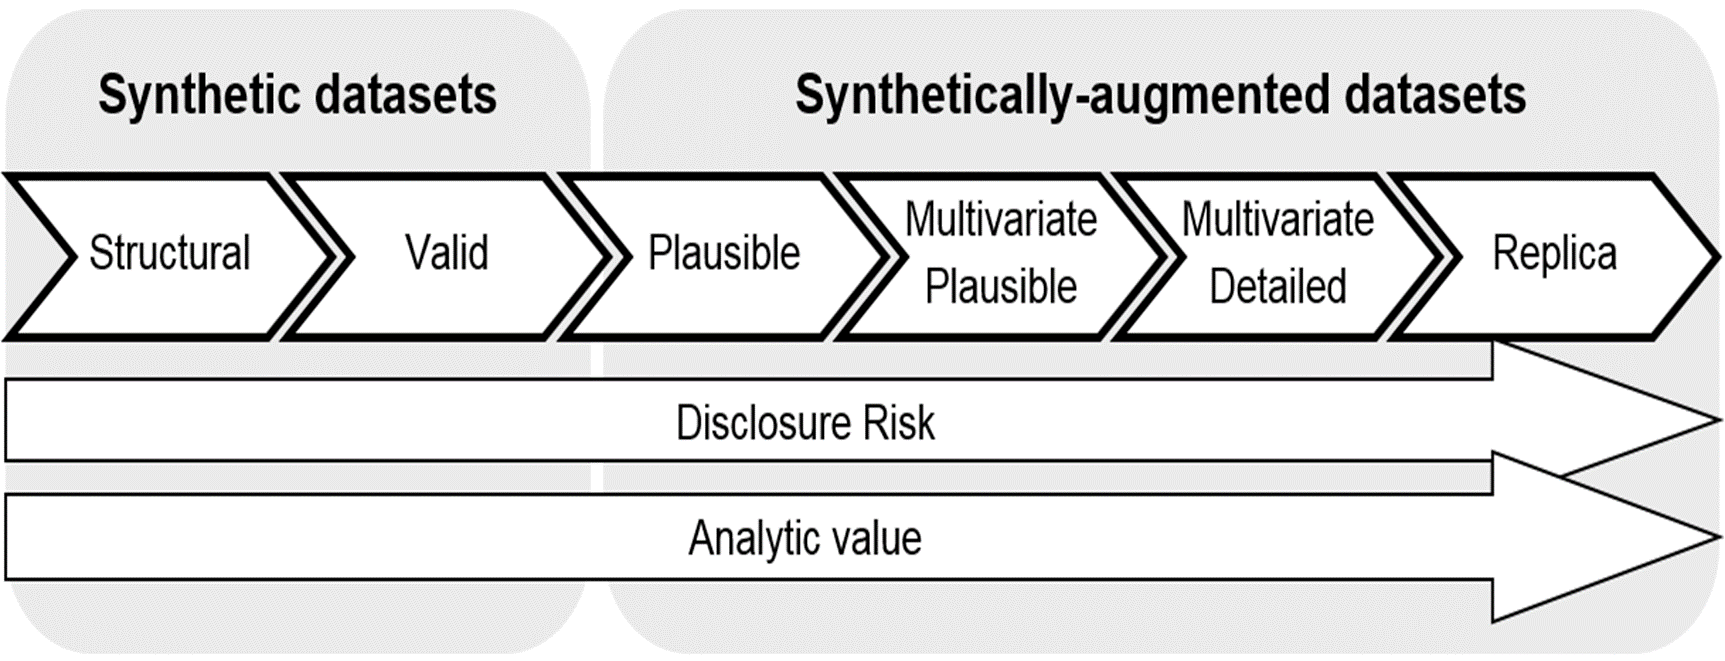 Synthetic datasets
Synthetically-augmented datasets
Structural
Valid
Plausible
Multivariate
Plausible
Multivariate
Detailed
Replica
Disclosure Risk
Analytic value